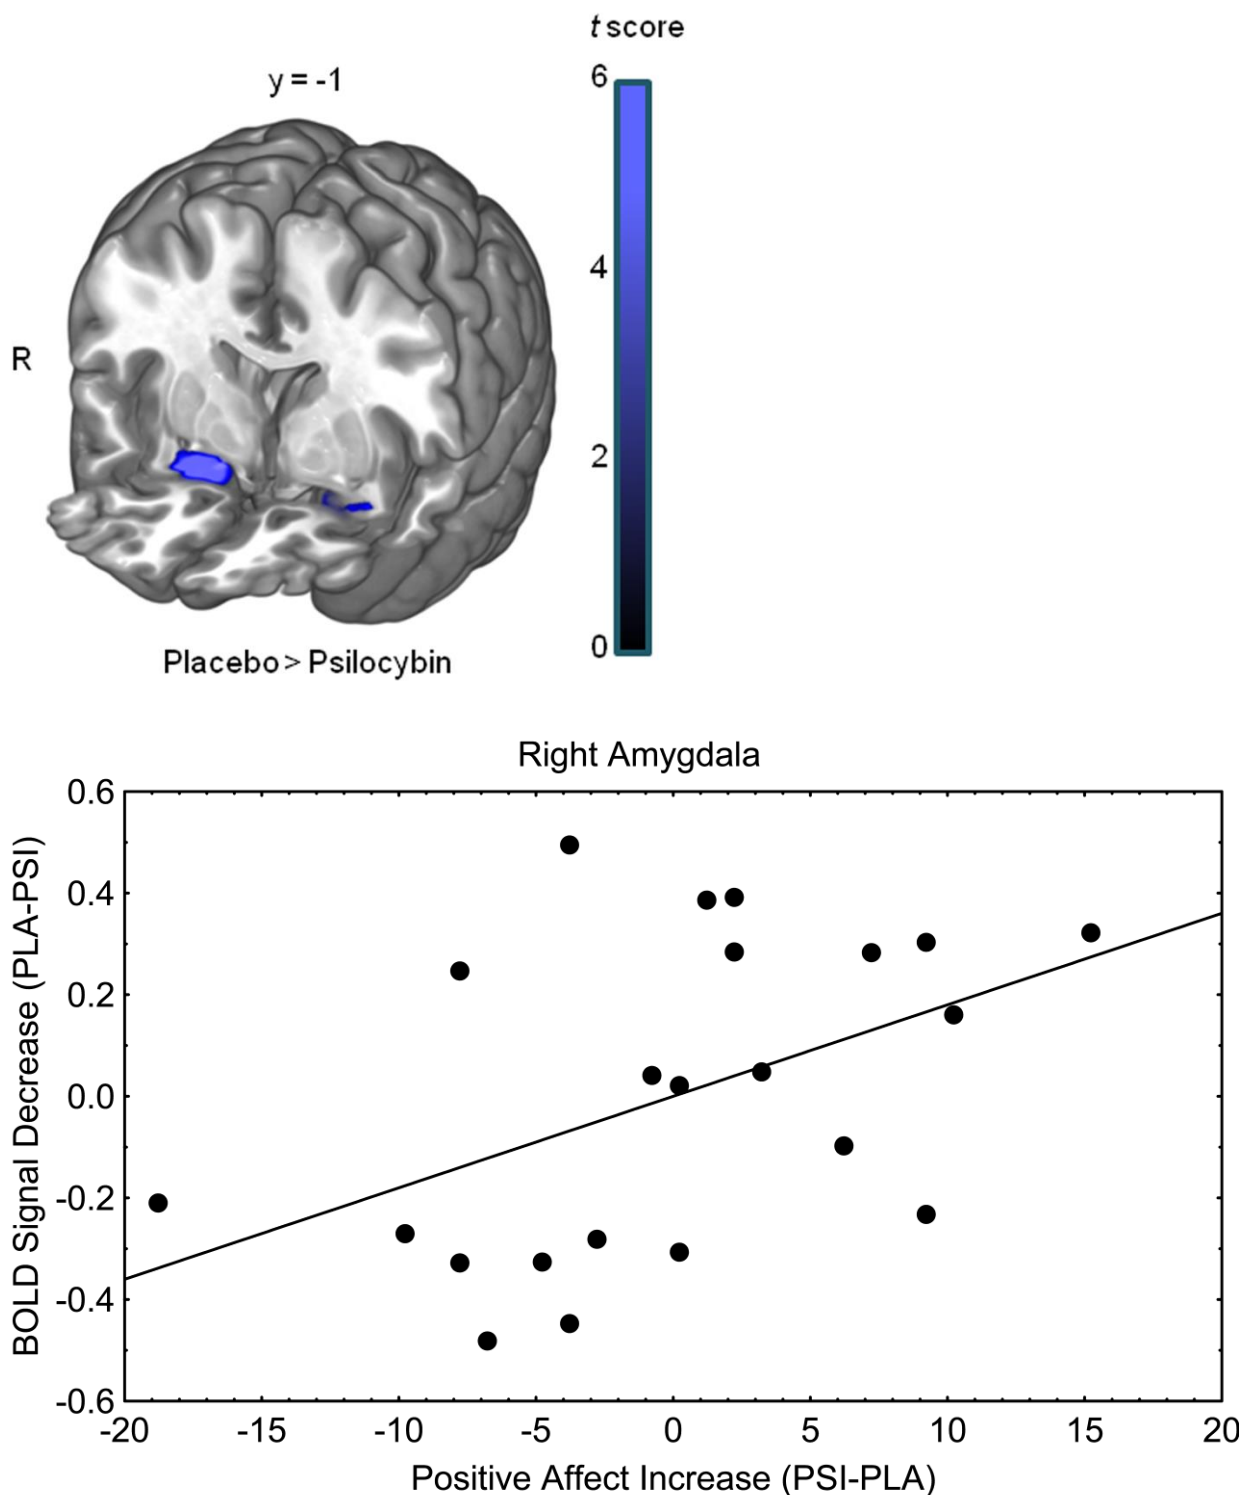 t score
y = -1
6
4
2
0
R
Placebo > Psilocybin
Right Amygdala
BOLD Signal Decrease (PLA-PSI)
0.6
0.4
0.2
0.0
-0.2
-0.4
-0.6
-20 -15 -10 -5 0 5 10 15 20
Positive Affect Increase (PSI-PLA)